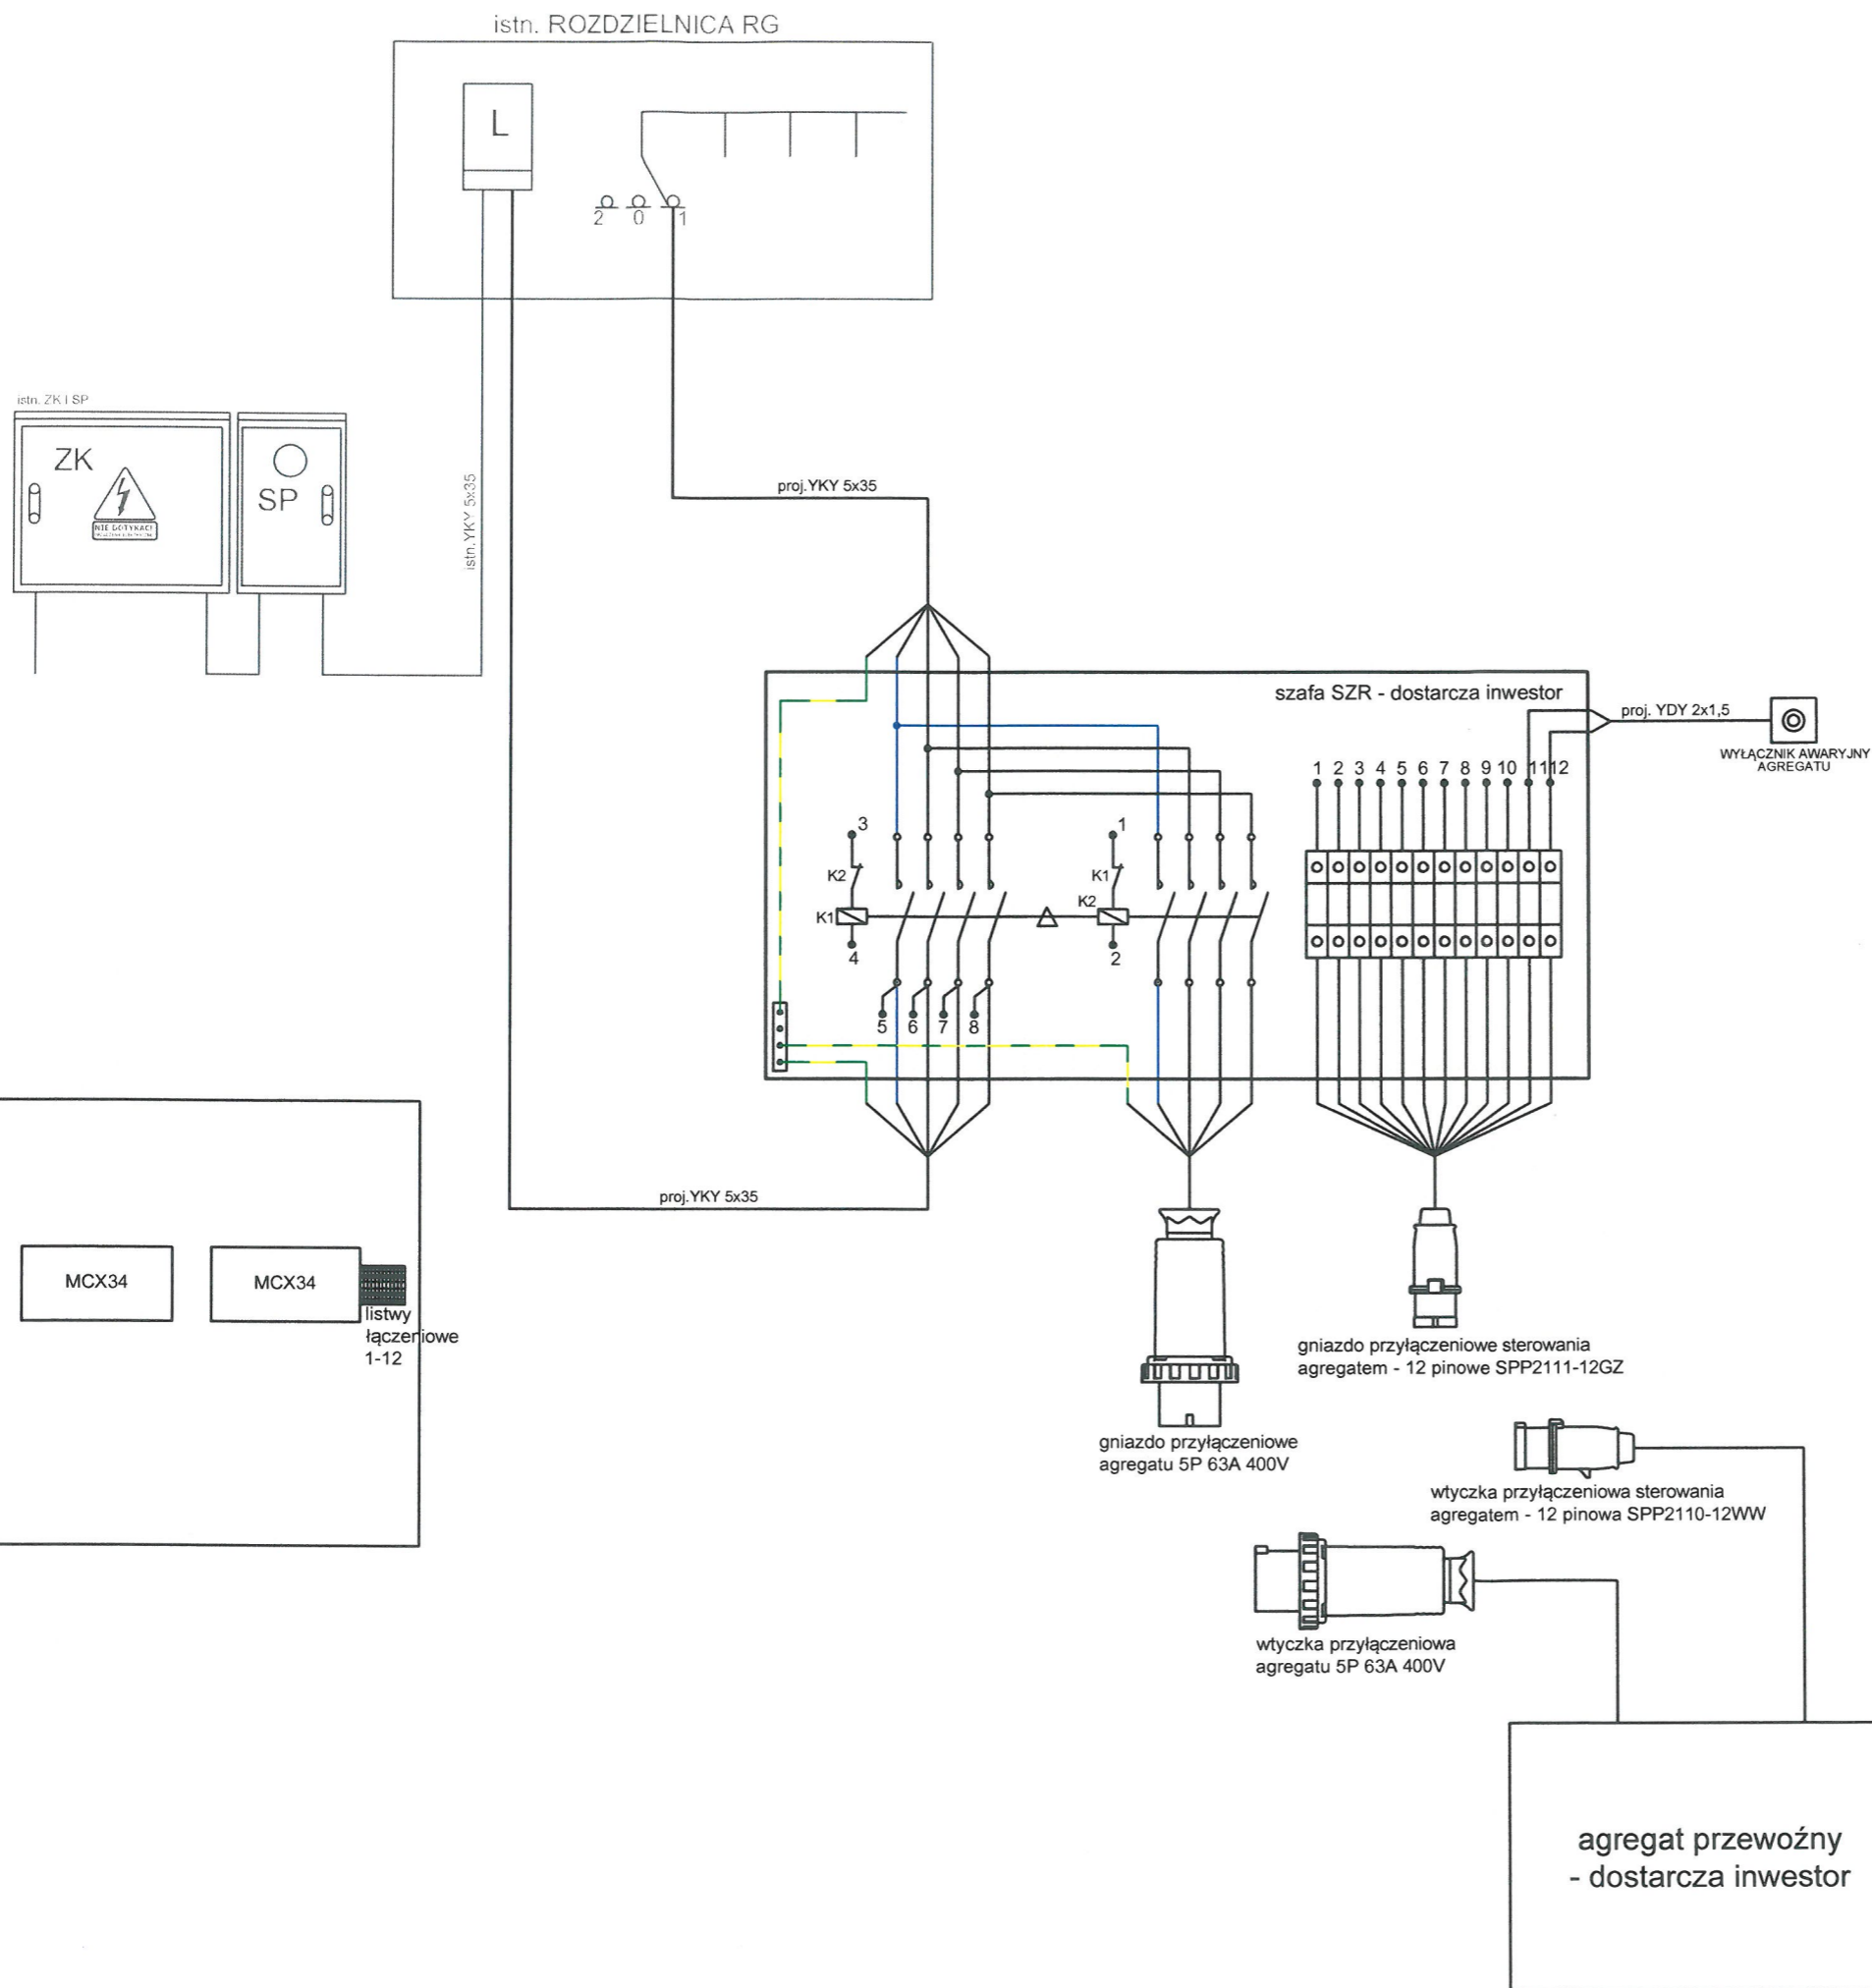 istn. ROZDZIELNICA RG
L
2 0 1
istn. ZK I SP
ZK
SP
NIE DOTYKAĆ!
istn.YKY 5x35
proj.YKY 5x35
szafa SZR - dostarcza inwestor
proj. YDY 2x1,5
WYŁĄCZNIK AWARYJNY
AGREGATU
1 2 3 4 5 6 7 8 9 10 11 12
3
K2
K1
4
1
K1
K2
2
5 6 7 8
proj.YKY 5x35
MCX34
MCX34
listwy
łączeniowe
1-12
gniazdo przyłączeniowe sterowania
agregatem - 12 pinowe SPP2111-12GZ
gniazdo przyłączeniowe
agregatu 5P 63A 400V
wtyczka przyłączeniowa sterowania
agregatem - 12 pinowa SPP2110-12WW
wtyczka przyłączeniowa
agregatu 5P 63A 400V
agregat przewoźny
- dostarcza inwestor